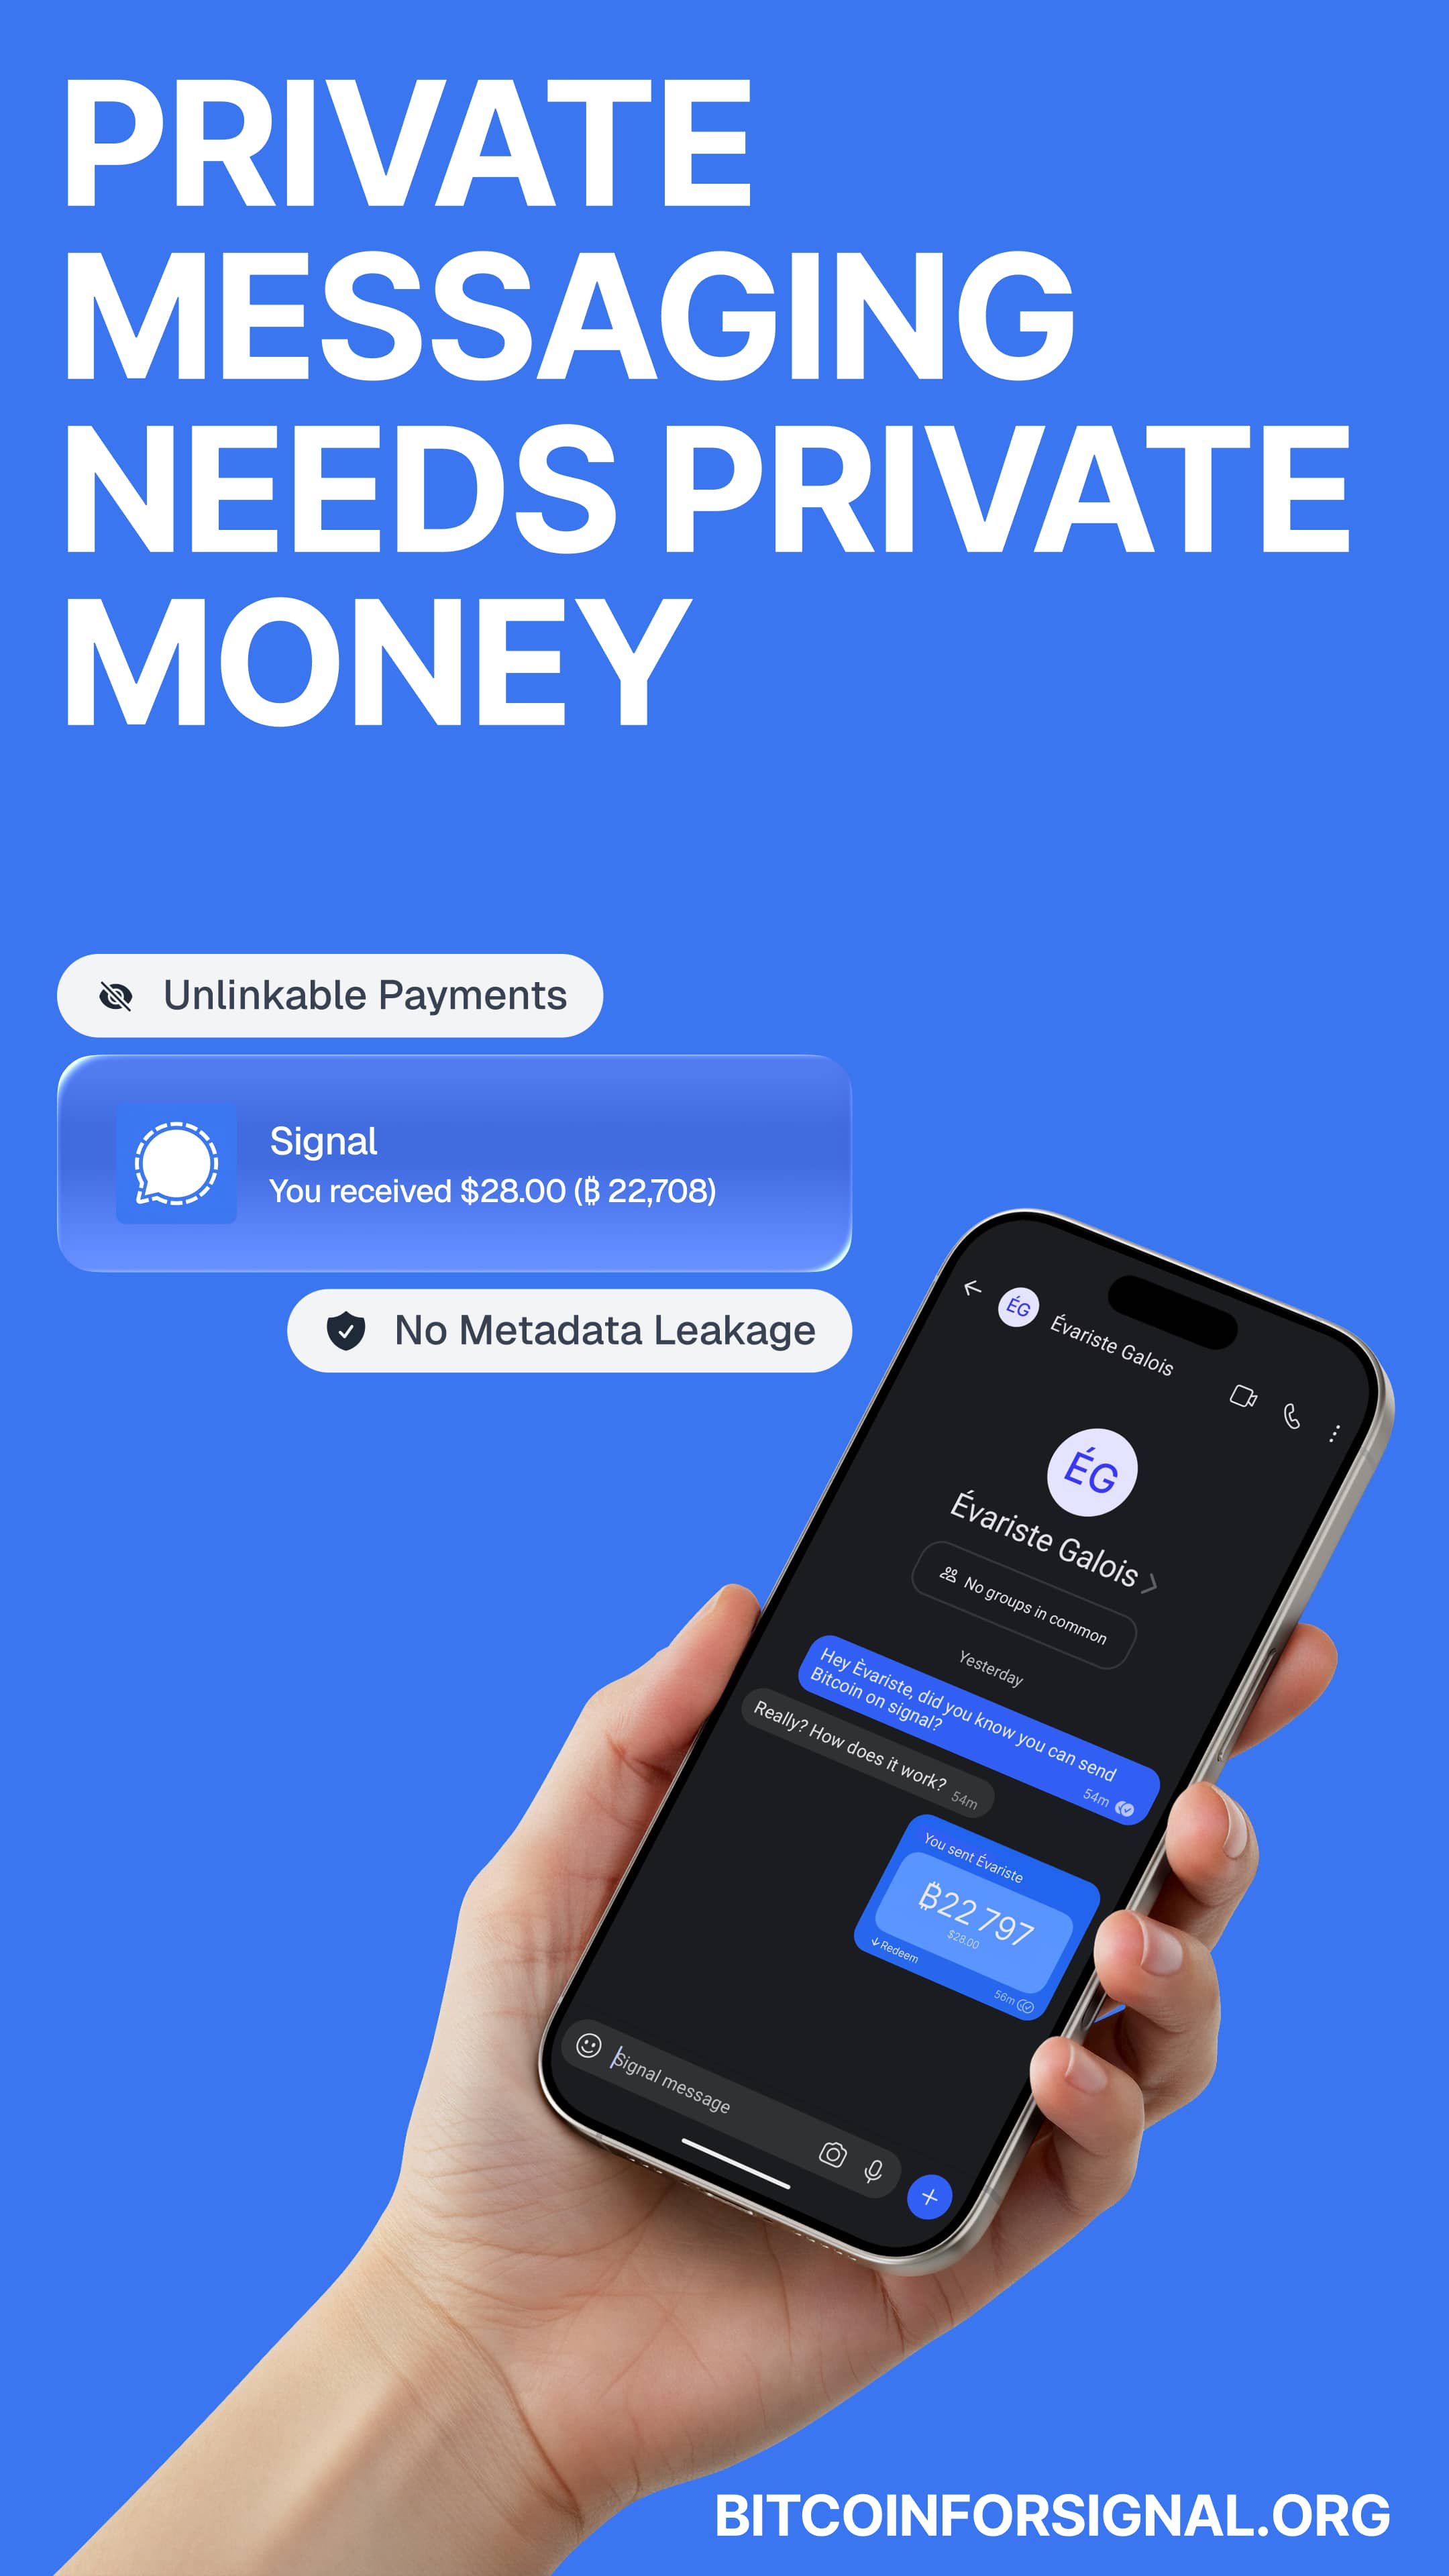 PRIVATE
MESSAGING
NEEDS PRIVATE
MONEY
Unlinkable Payments
Signal
You received $28.00 (₿ 22,708)
No Metadata Leakage
ÉG
Évariste Galois
ÉG
Évariste Galois
No groups in common
Yesterday
Hey Èvariste, did you know you can send
Bitcoin on signal?
54m
Really? How does it work? 54m
You sent Évariste
₿22 797
$28.00
Redeem
56m
Signal message
BITCOINFORSIGNAL.ORG